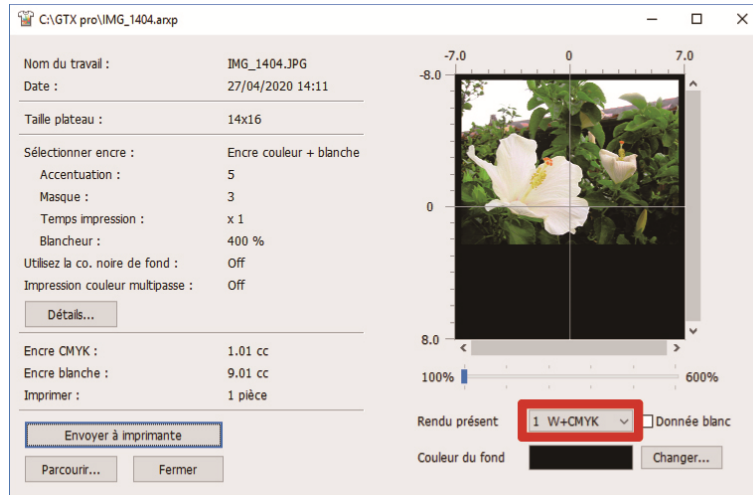 C:\GTX pro\IMG_1404.arxp
Nom du travail : IMG_1404.JPG
Date : 27/04/2020 14:11
Taille plateau : 14x16
Sélectionner encre : Encre couleur + blanche
Accentuation : 5
Masque : 3
Temps impression : x 1
Blancheur : 400 %
Utilisez la co. noire de fond : Off
Impression couleur multipasse : Off
Détails...
Encre CMYK : 1.01 cc
Encre blanche : 9.01 cc
Imprimer : 1 pièce
Envoyer à imprimante
Parcourir... Fermer
-7.0 0 7.0
-8.0
0
8.0
100% 600%
Rendu présent 1 W+CMYK Donnée blanc
Couleur du fond Changer...